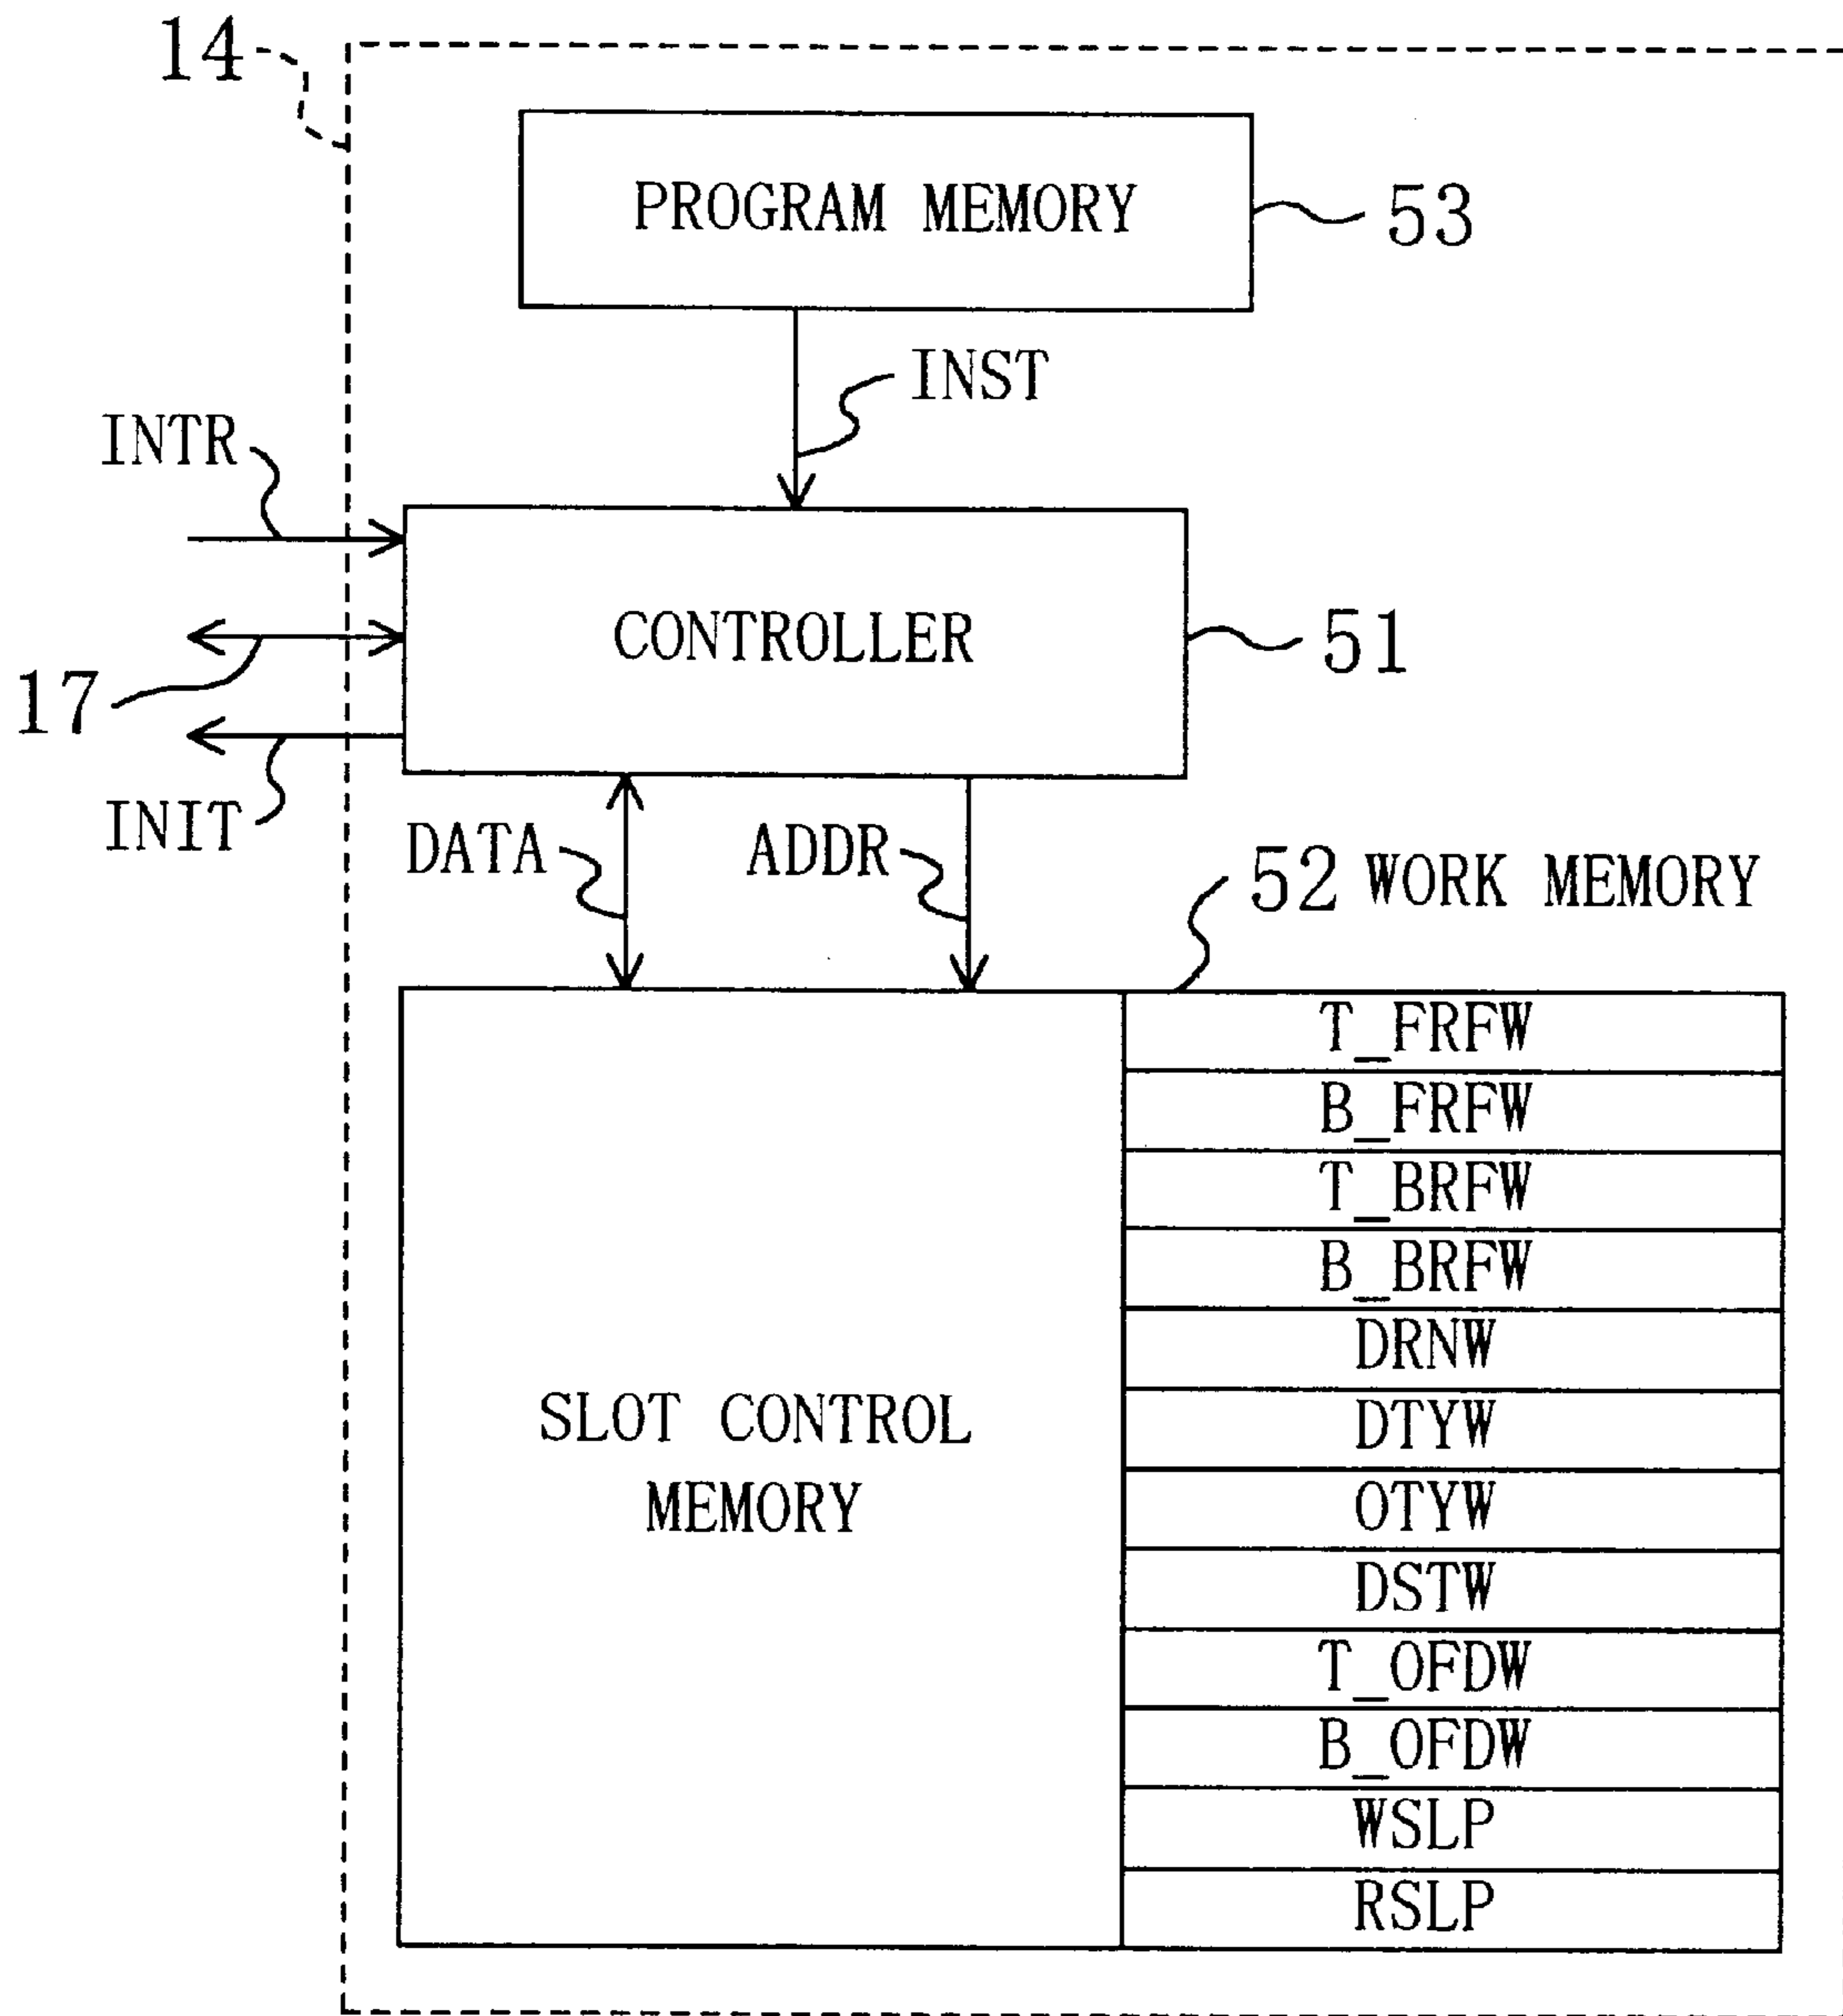 14
PROGRAM MEMORY
53
INST
INTR
CONTROLLER
51
17
INIT
DATA
ADDR
52 WORK MEMORY
SLOT CONTROL
MEMORY
T_FRFW
B_FRFW
T_BRFW
B_BRFW
DRNW
DTYW
OTYW
DSTW
T_OFDW
B_OFDW
WSLP
RSLP